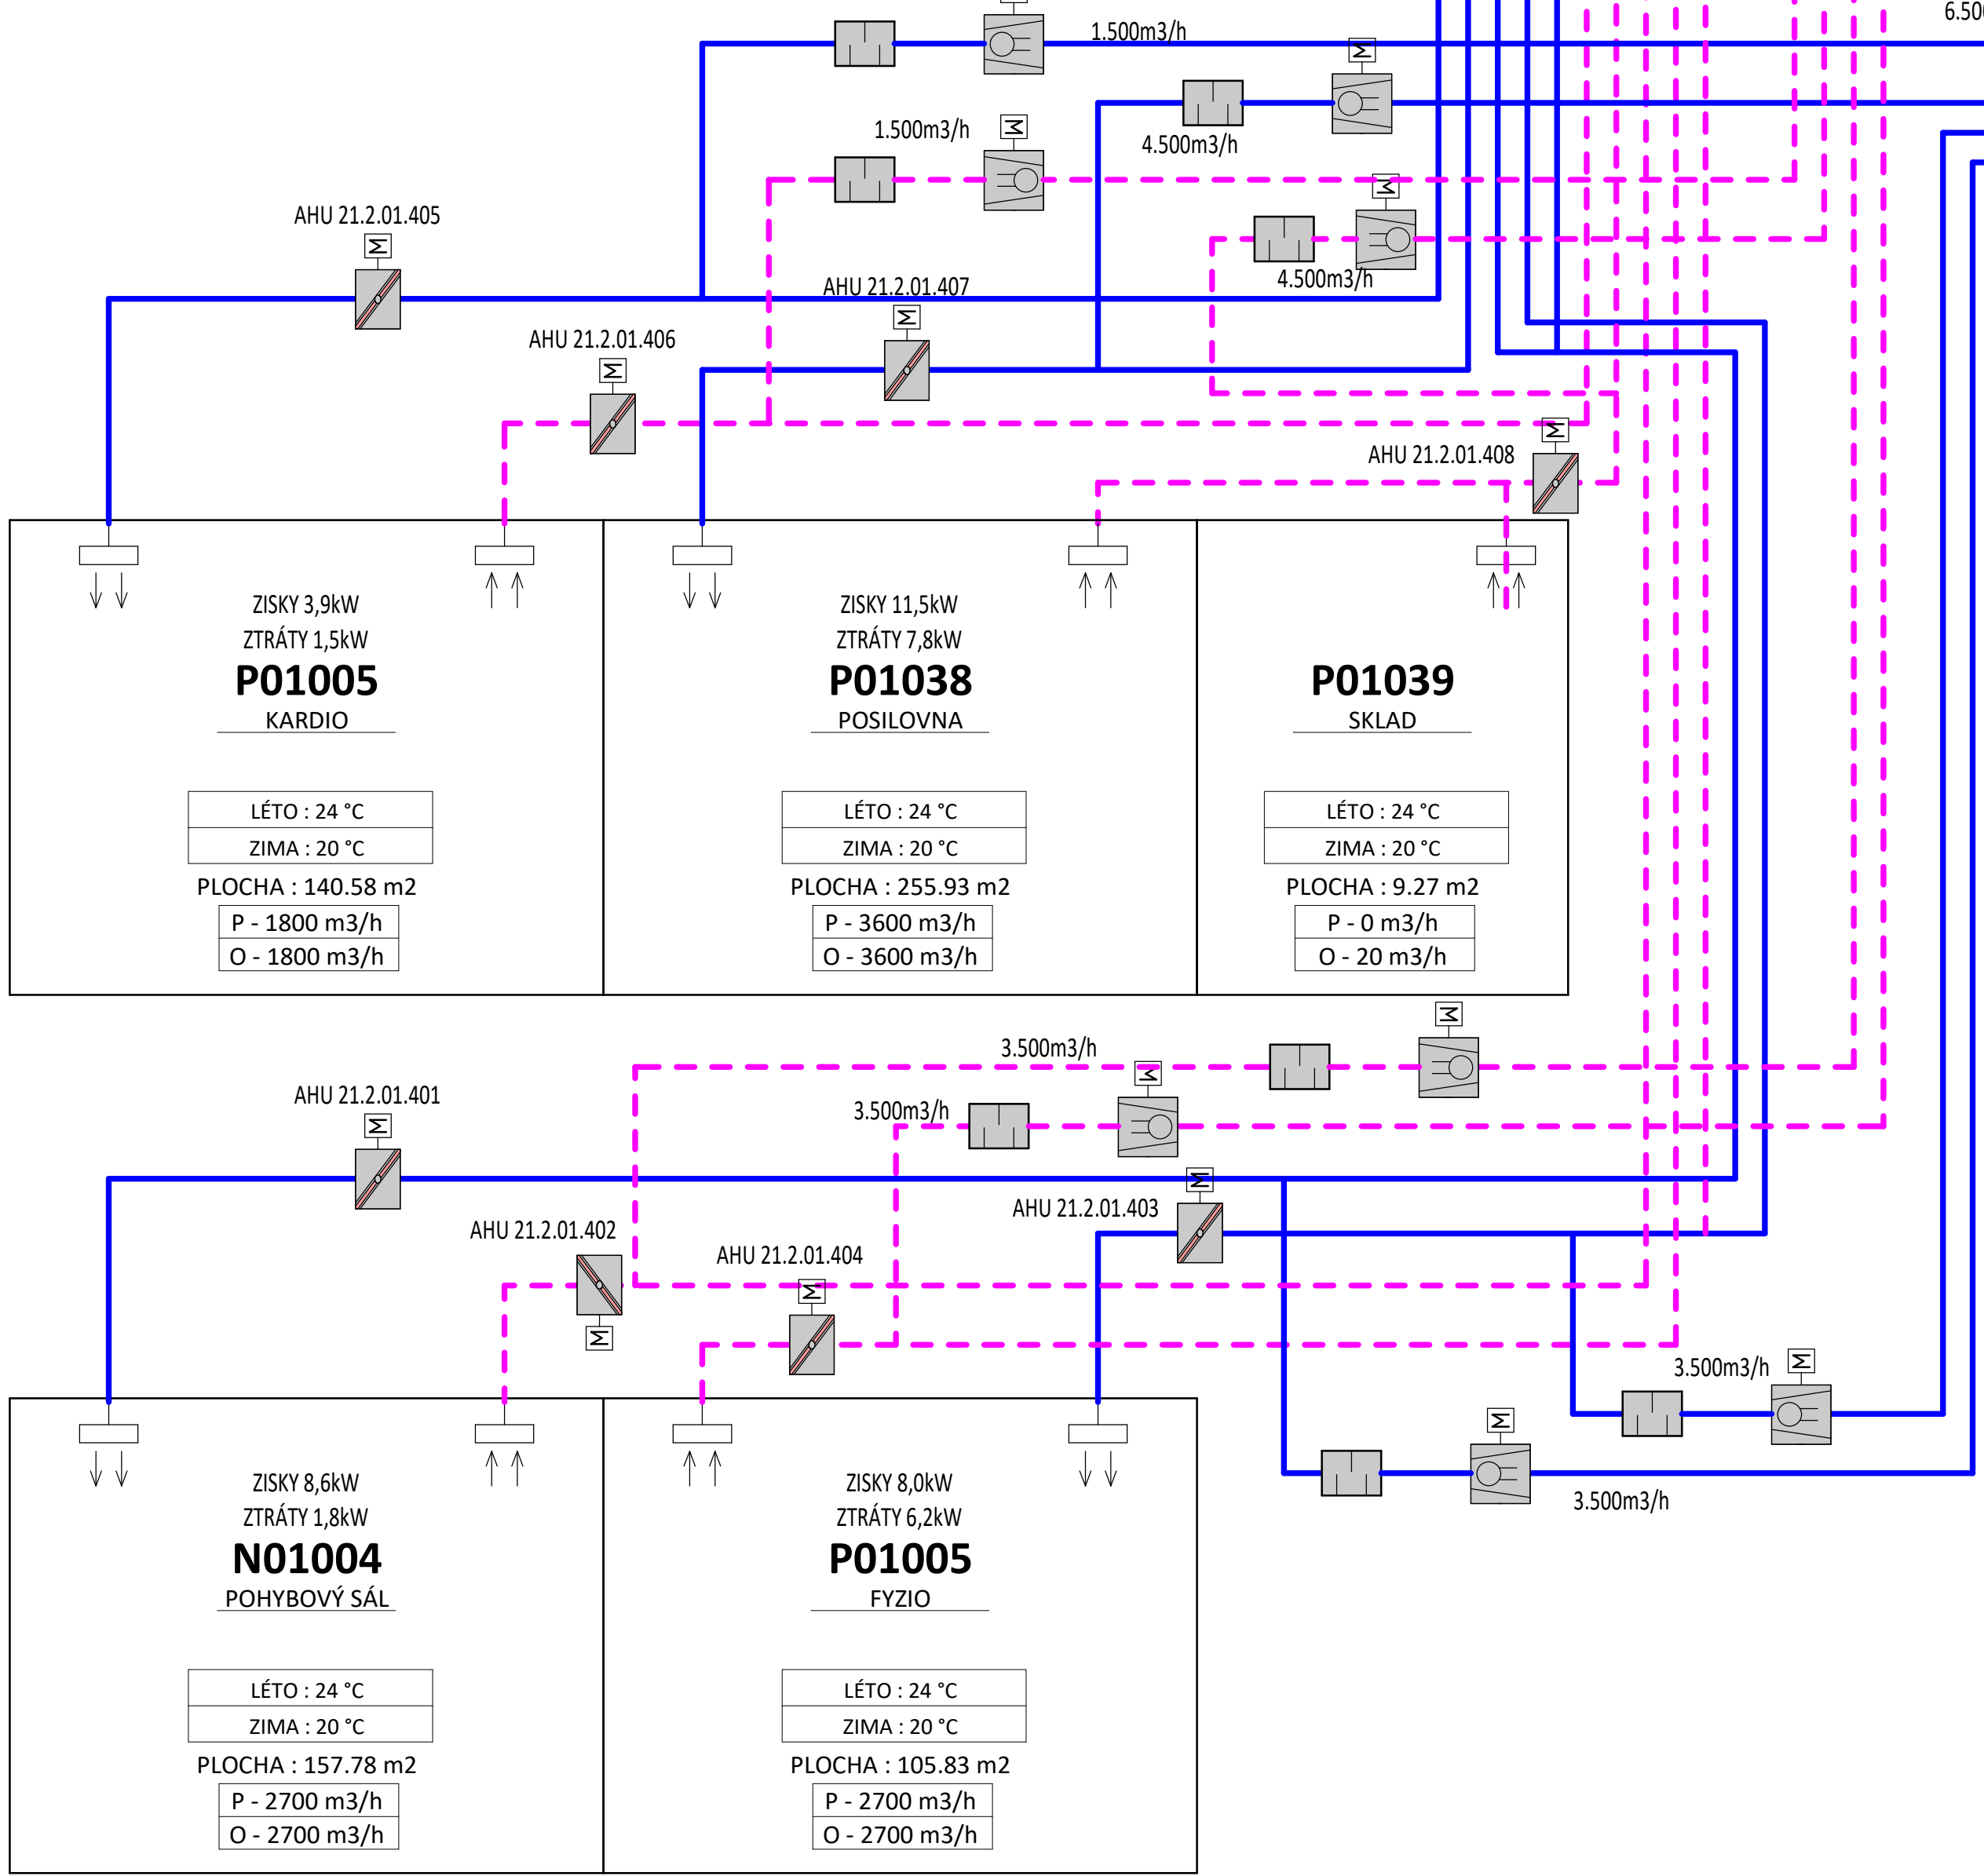 6.50
1.500m3/h
M
1.500m3/h
M
4.500m3/h
M
4.500m3/h
AHU 21.2.01.405
M
AHU 21.2.01.407
M
AHU 21.2.01.406
M
AHU 21.2.01.408
M
ZISKY 3,9kW
ZTRÁTY 1,5kW
P01005
KARDIO
LÉTO : 24 °C
ZIMA : 20 °C
PLOCHA : 140.58 m2
P - 1800 m3/h
O - 1800 m3/h
ZISKY 11,5kW
ZTRÁTY 7,8kW
P01038
POSILOVNA
LÉTO : 24 °C
ZIMA : 20 °C
PLOCHA : 255.93 m2
P - 3600 m3/h
O - 3600 m3/h
P01039
SKLAD
LÉTO : 24 °C
ZIMA : 20 °C
PLOCHA : 9.27 m2
P - 0 m3/h
O - 20 m3/h
M
3.500m3/h
M
3.500m3/h
AHU 21.2.01.401
M
M
AHU 21.2.01.403
AHU 21.2.01.402
M
AHU 21.2.01.404
M
3.500m3/h
M
M
3.500m3/h
ZISKY 8,6kW
ZTRÁTY 1,8kW
N01004
POHYBOVÝ SÁL
LÉTO : 24 °C
ZIMA : 20 °C
PLOCHA : 157.78 m2
P - 2700 m3/h
O - 2700 m3/h
ZISKY 8,0kW
ZTRÁTY 6,2kW
P01005
FYZIO
LÉTO : 24 °C
ZIMA : 20 °C
PLOCHA : 105.83 m2
P - 2700 m3/h
O - 2700 m3/h